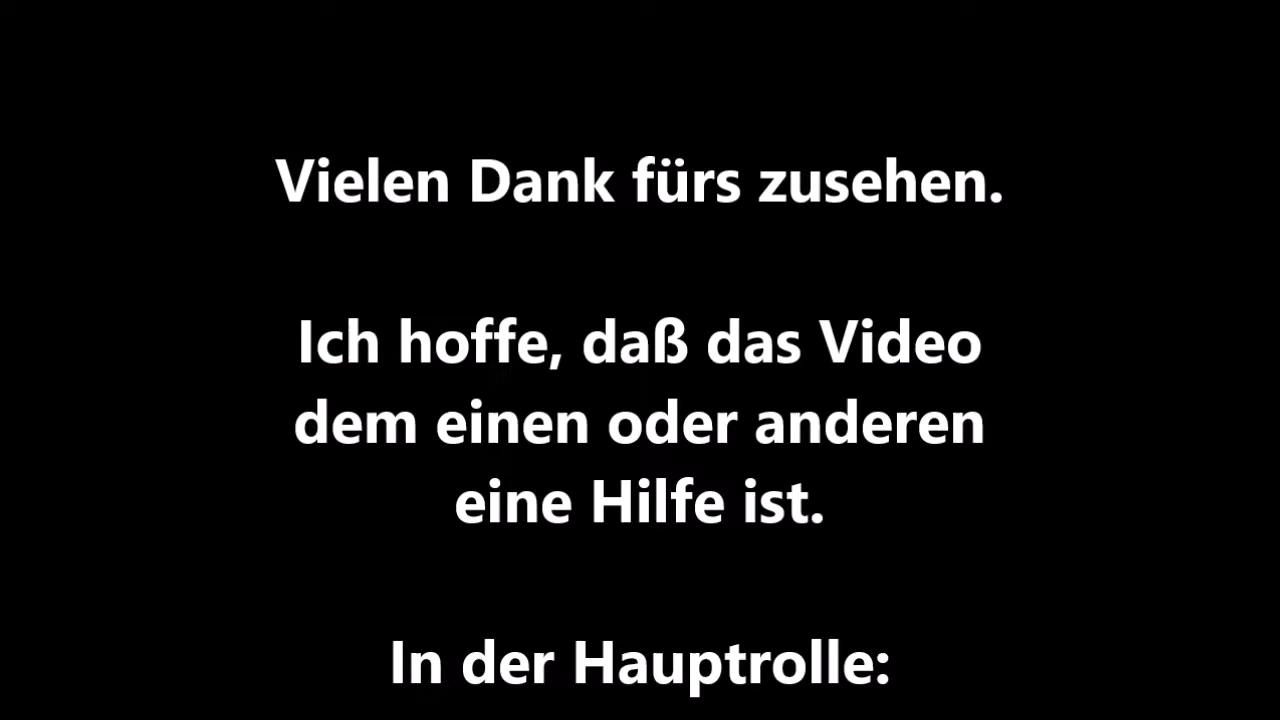 Vielen Dank fürs zusehen.
Ich hoffe, daß das Video
dem einen oder anderen
eine Hilfe ist.
In der Hauptrolle: